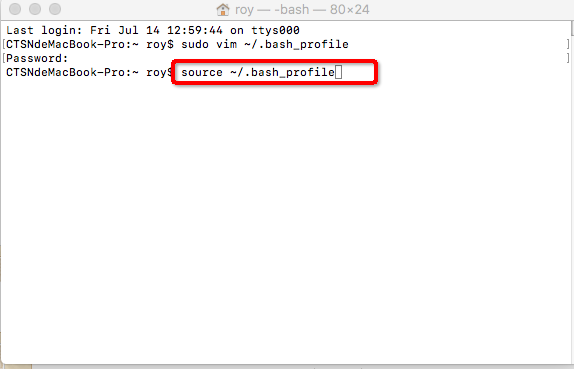 roy — -bash — 80×24
Last login: Fri Jul 14 12:59:44 on ttys000
[CTSNdeMacBook-Pro:~ roy$ sudo vim ~/.bash_profile ]
[Password: ]
CTSNdeMacBook-Pro:~ roy$ source ~/.bash_profile